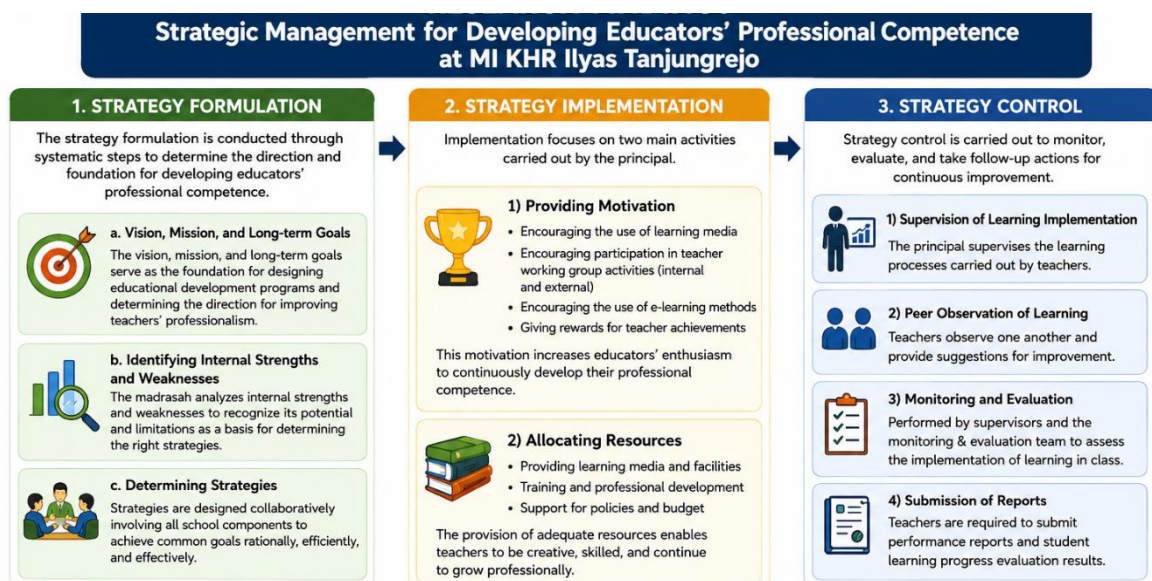 Strategic Management for Developing Educators' Professional Competence
at MI KHR Ilyas Tanjungrejo
1. STRATEGY FORMULATION
The strategy formulation is conducted through
systematic steps to determine the direction and
foundation for developing educators'
professional competence.
a. Vision, Mission, and Long-term Goals
The vision, mission, and long-term goals
serve as the foundation for designing
educational development programs and
determining the direction for improving
teachers' professionalism.
b. Identifying Internal Strengths
and Weaknesses
The madrasah analyzes internal strengths
and weaknesses to recognize its potential
and limitations as a basis for determining
the right strategies.
c. Determining Strategies
Strategies are designed collaboratively
involving all school components to
achieve common goals rationally, efficiently,
and effectively.
2. STRATEGY IMPLEMENTATION
Implementation focuses on two main activities
carried out by the principal.
1) Providing Motivation
• Encouraging the use of learning media
• Encouraging participation in teacher
working group activities (internal
and external)
• Encouraging the use of e-learning methods
• Giving rewards for teacher achievements
This motivation increases educators' enthusiasm
to continuously develop their professional
competence.
2) Allocating Resources
• Providing learning media and facilities
• Training and professional development
• Support for policies and budget
The provision of adequate resources enables
teachers to be creative, skilled, and continue
to grow professionally.
3. STRATEGY CONTROL
Strategy control is carried out to monitor,
evaluate, and take follow-up actions for
continuous improvement.
1) Supervision of Learning Implementation
The principal supervises the learning
processes carried out by teachers.
2) Peer Observation of Learning
Teachers observe one another and
provide suggestions for improvement.
3) Monitoring and Evaluation
Performed by supervisors and the
monitoring & evaluation team to assess
the implementation of learning in class.
4) Submission of Reports
Teachers are required to submit
performance reports and student
learning progress evaluation results.